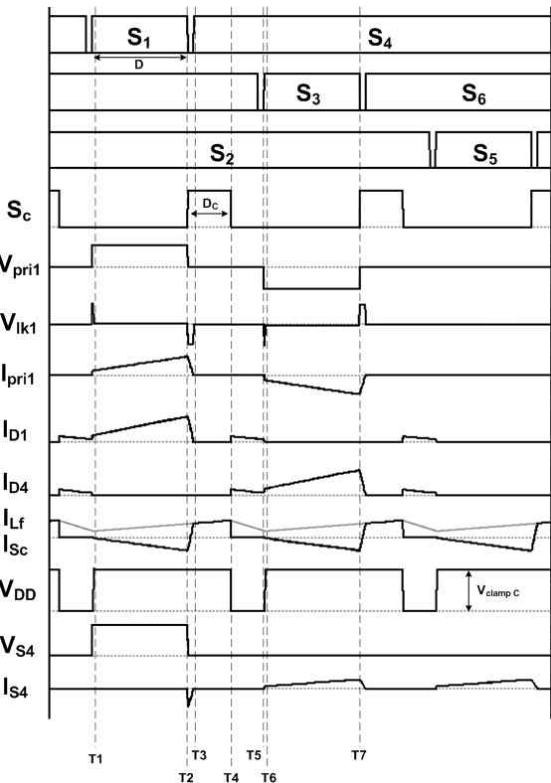 S1 S4
D
S3 S6
S2 S5
Sc DC
Vpri1
Vlk1
Ipri1
ID1
ID4
ILf
ISc
VDD Vclamp C
VS4
IS4
T1 T3 T5 T7
T2 T4 T6